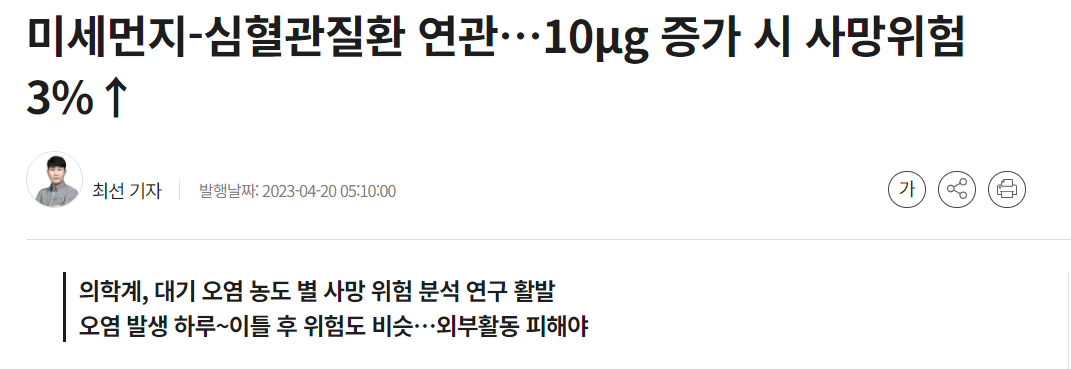 미세먼지-심혈관질환 연관…10µg 증가 시 사망위험
3%↑
최선 기자
발행날짜: 2023-04-20 05:10:00
가
의학계, 대기 오염 농도 별 사망 위험 분석 연구 활발
오염 발생 하루~이틀 후 위험도 비슷…외부활동 피해야